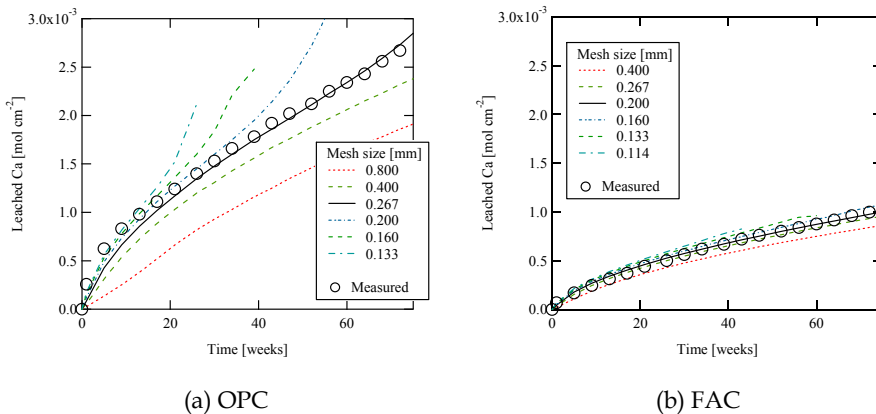 3.0x10⁻³
2.5
2.0
1.5
1.0
0.5
0.0
Leached Ca [mol cm⁻²]
0 20 40 60
Time [weeks]
Mesh size [mm]
0.800
0.400
0.267
0.200
0.160
0.133
Measured
(a) OPC
3.0x10⁻³
2.5
2.0
1.5
1.0
0.5
0.0
Leached Ca [mol cm⁻²]
0 20 40 60
Time [weeks]
Mesh size [mm]
0.400
0.267
0.200
0.160
0.133
0.114
Measured
(b) FAC